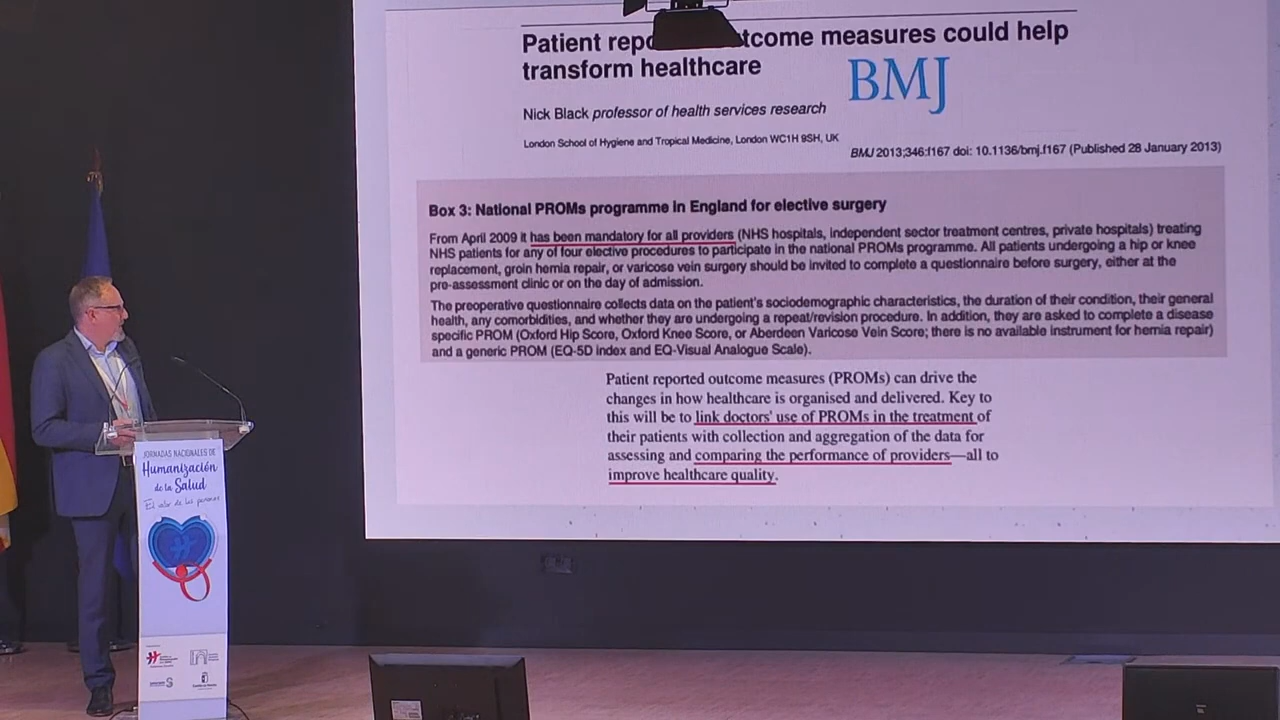 Patient repo tcome measures could help
transform healthcare
BMJ
Nick Black professor of health services research
London School of Hygiene and Tropical Medicine, London WC1H 9SH, UK
BMJ 2013;346:f167 doi: 10.1136/bmj.f167 (Published 28 January 2013)
Box 3: National PROMs programme in England for elective surgery
From April 2009 it has been mandatory for all providers (NHS hospitals, independent sector treatment centres, private hospitals) treating
NHS patients for any of four elective procedures to participate in the national PROMs programme. All patients undergoing a hip or knee
replacement, groin hernia repair, or varicose vein surgery should be invited to complete a questionnaire before surgery, either at the
pre-assessment clinic or on the day of admission.
The preoperative questionnaire collects data on the patient's sociodemographic characteristics, the duration of their condition, their general
health, any comorbidities, and whether they are undergoing a repeat/revision procedure. In addition, they are asked to complete a disease
specific PROM (Oxford Hip Score, Oxford Knee Score, or Aberdeen Varicose Vein Score; there is no available instrument for hernia repair)
and a generic PROM (EQ-5D index and EQ-Visual Analogue Scale).
Patient reported outcome measures (PROMs) can drive the
changes in how healthcare is organised and delivered. Key to
this will be to link doctors' use of PROMs in the treatment of
their patients with collection and aggregation of the data for
assessing and comparing the performance of providers—all to
improve healthcare quality.
JORNADAS NACIONALES DE
Humanización
de la Salud
El valor de las personas